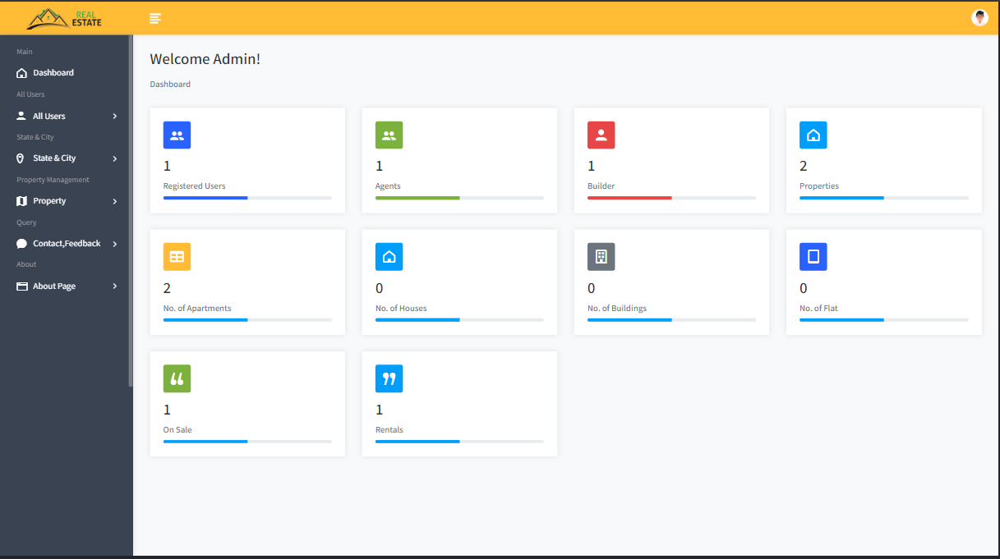 REAL
ESTATE
Main
Dashboard
All Users
All Users
State & City
State & City
Property Management
Property
Query
Contact,Feedback
About
About Page
Welcome Admin!
Dashboard
1
Registered Users
1
Agents
1
Builder
2
Properties
2
No. of Apartments
0
No. of Houses
0
No. of Buildings
0
No. of Flat
1
On Sale
1
Rentals